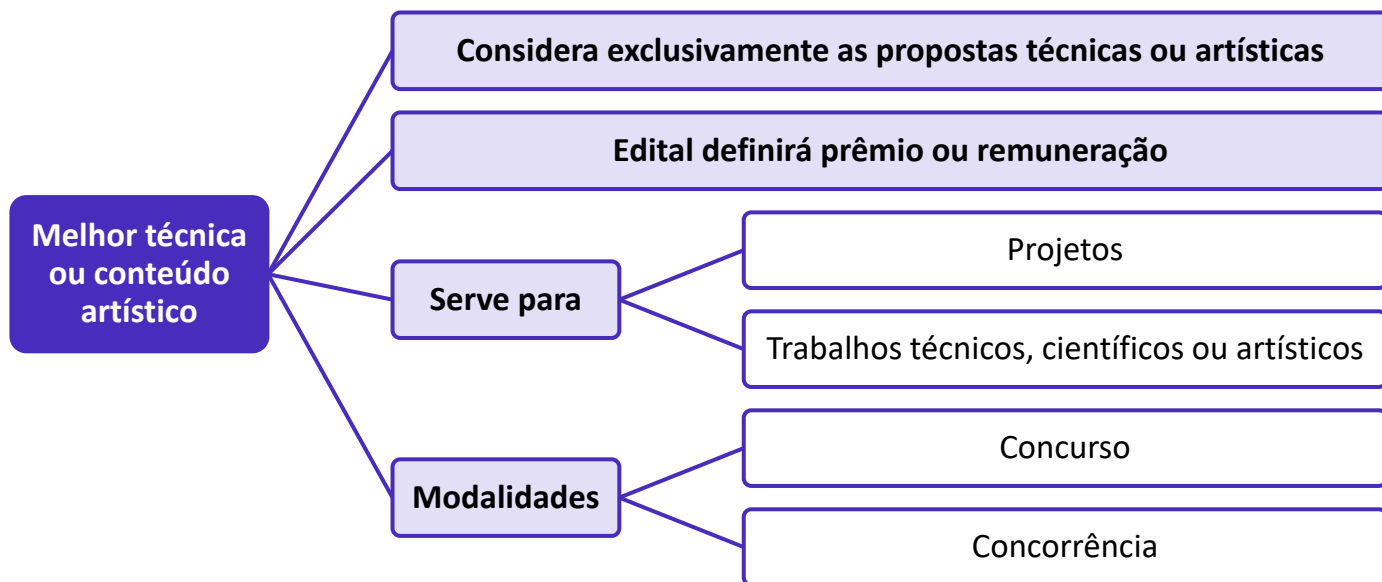 Considera exclusivamente as propostas técnicas ou artísticas
Edital definirá prêmio ou remuneração
Melhor técnica
ou conteúdo
artístico
Serve para
Projetos
Trabalhos técnicos, científicos ou artísticos
Modalidades
Concurso
Concorrência